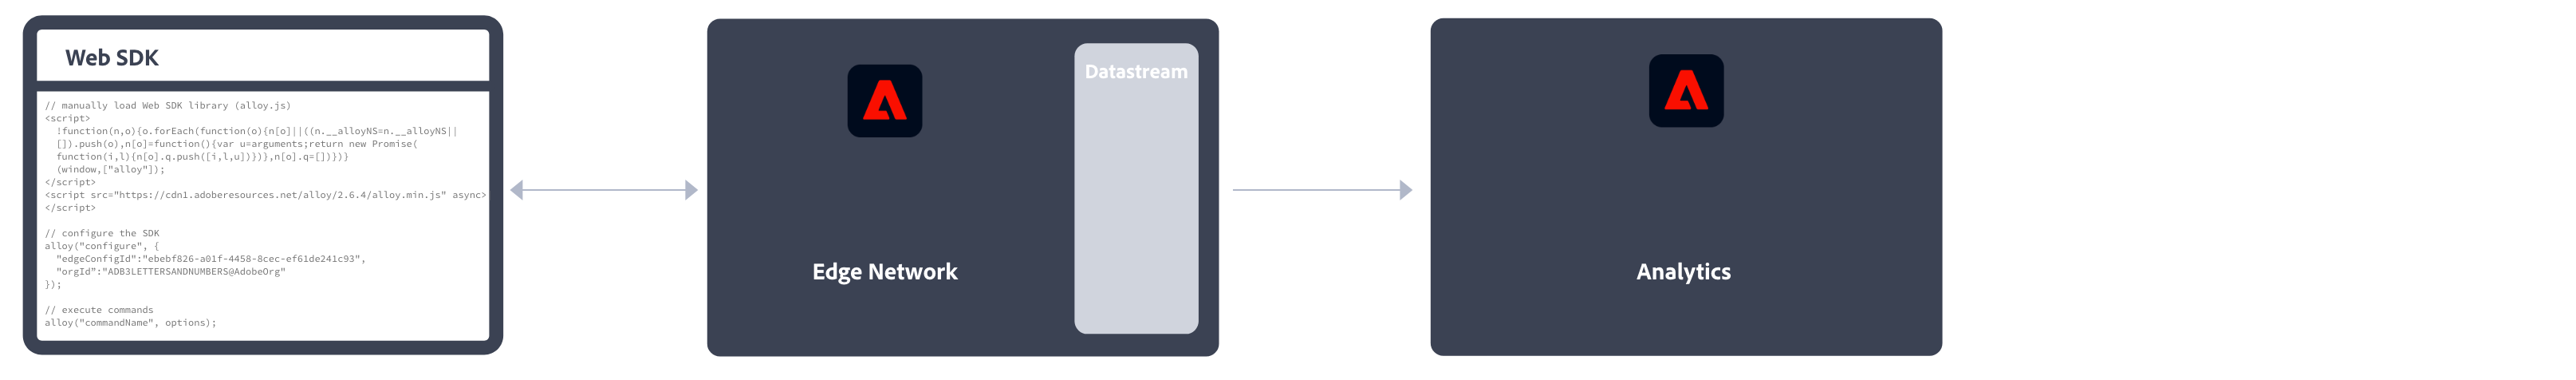 Web SDK
// manually load Web SDK library (alloy.js)
<script>
!function(n,o){o.forEach(function(o){n[o]||((n.__alloyNS=n.__alloyNS||
[]).push(o),n[o]=function(){var u=arguments;return new Promise(
function(i,l){n[o].q.push([i,l,u])})},n[o].q=[])})}
(window,["alloy"]);
</script>
<script src="https://cdn1.adoberesources.net/alloy/2.6.4/alloy.min.js" async>
</script>
// configure the SDK
alloy("configure", {
"edgeConfigId":"ebebf826-a01f-4458-8cec-ef61de241c93",
"orgId":"ADB3LETTERSANDNUMBERS@AdobeOrg"
});
// execute commands
alloy("commandName", options);
Edge Network
Datastream
Analytics